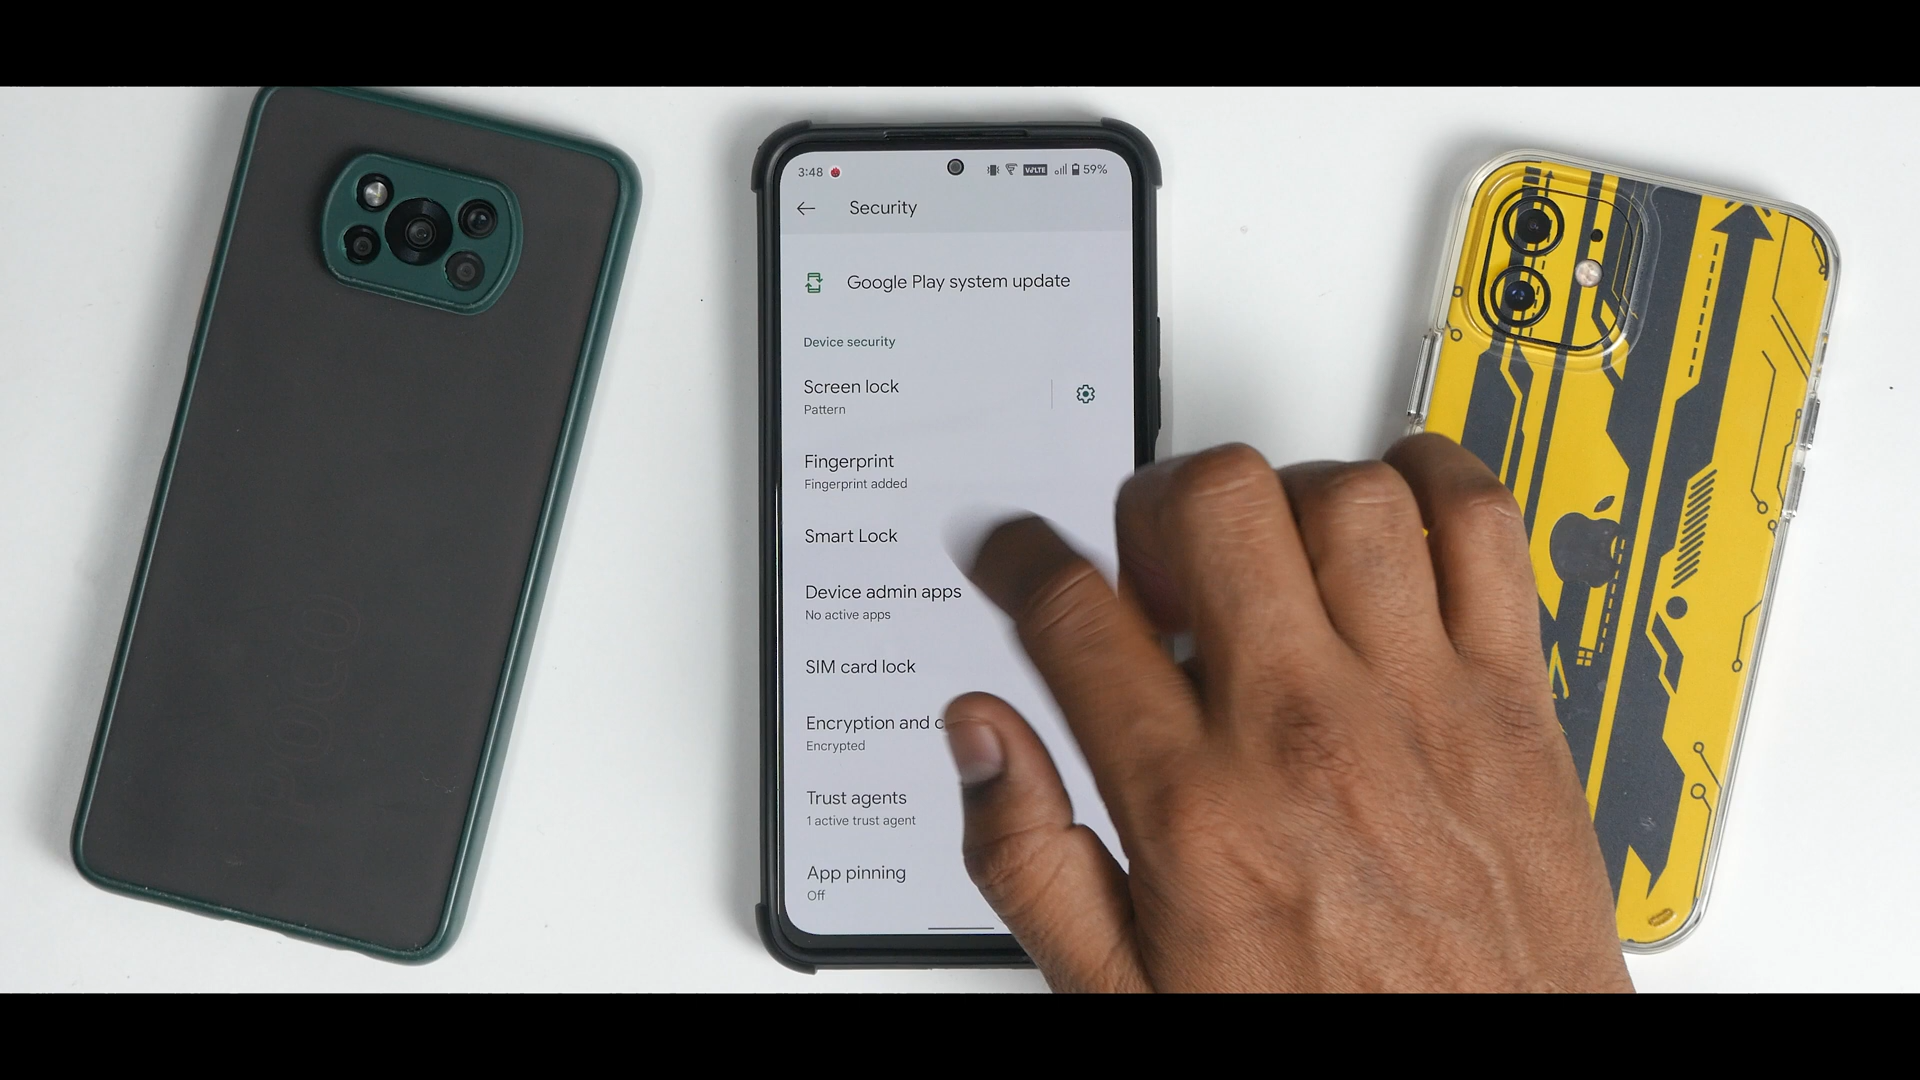 POCO
3:48
VoLTE
59%
Security
Google Play system update
Device security
Screen lock
Pattern
Fingerprint
Fingerprint added
Smart Lock
Device admin apps
No active apps
SIM card lock
Encryption and c
Encrypted
Trust agents
1 active trust agent
App pinning
Off